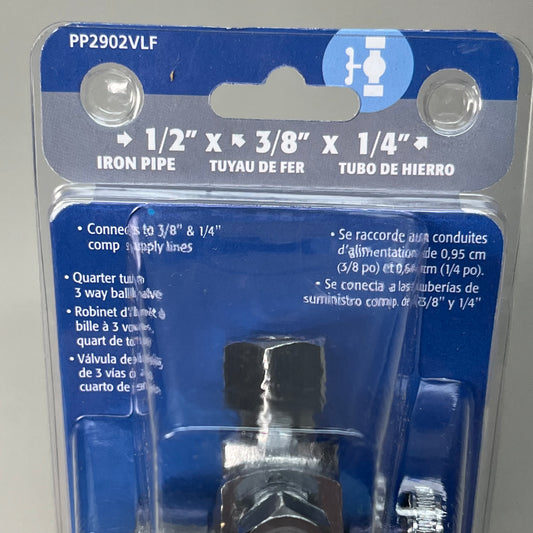 PP2902VLF
1/2" x 3/8" x 1/4"
IRON PIPE TUYAU DE FER TUBO DE HIERRO
• Connects to 3/8" & 1/4"
comp supply lines
• Quarter turn
3 way ball valve
• Robinet
bille à 3 voies
quart de
• Válvula de
de 3 vías
cuarto de
• Se raccorde aux conduites
d'alimentation de 0,95 cm
(3/8 po) et 0,64 cm (1/4 po).
• Se conecta a las tuberías de
suministro comp. de 3/8" y 1/4"